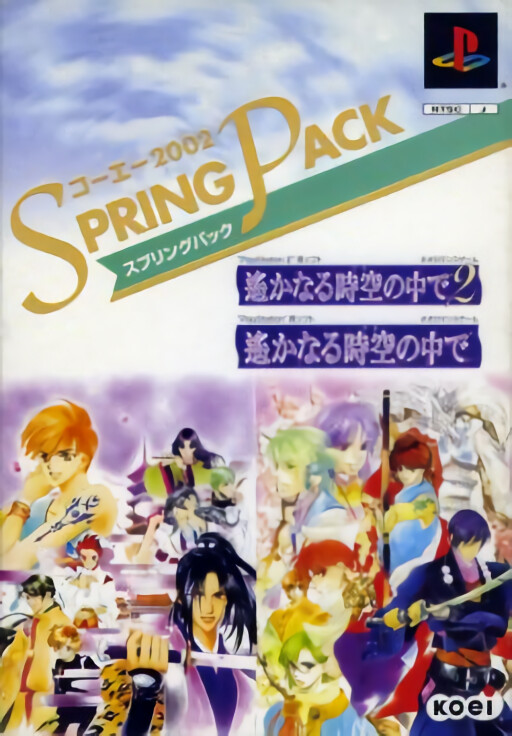 NTSC J
コーエー2002
SPRING PACK
スプリングパック
遙かなる時空の中で2
遙かなる時空の中で
KOEI